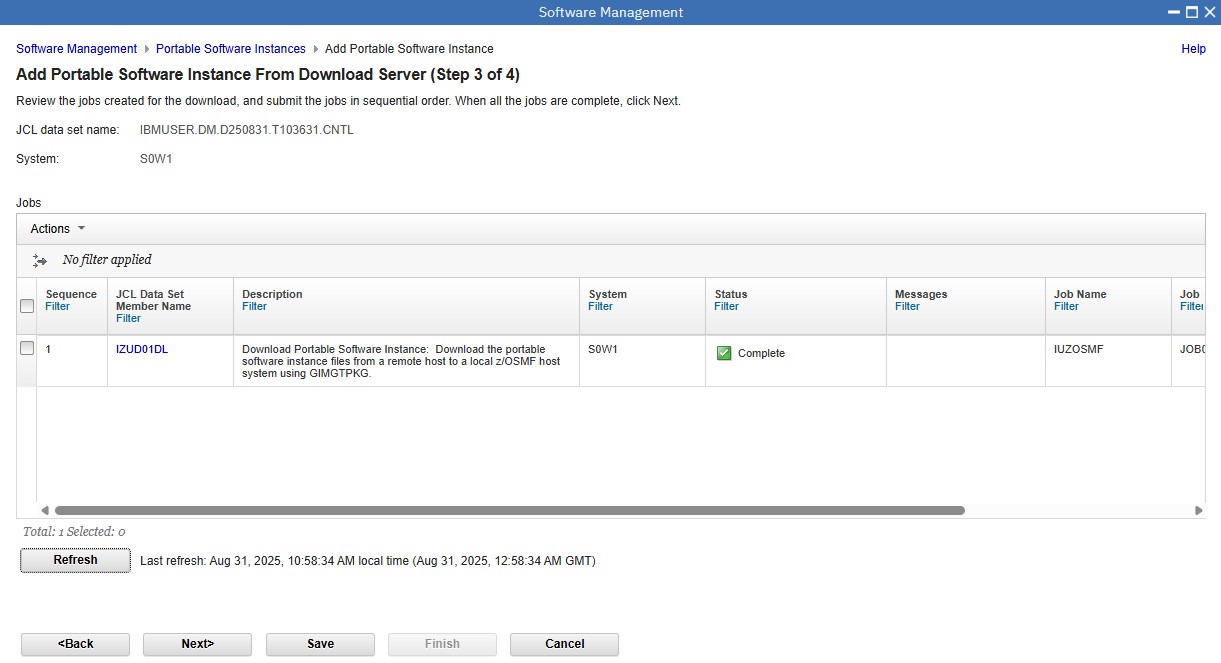 Software Management
Software Management Portable Software Instances Add Portable Software Instance Help
Add Portable Software Instance From Download Server (Step 3 of 4)
Review the jobs created for the download, and submit the jobs in sequential order. When all the jobs are complete, click Next.
JCL data set name: IBMUSER.DM.D250831.T103631.CNTL
System: S0W1
Jobs
Actions
No filter applied
Sequence JCL Data Set Description System Status Messages Job Name Job
Filter Member Name Filter Filter Filter Filter Filter Filter
Filter
1 IZUD01DL Download Portable Software Instance: Download the portable S0W1 Complete IUZOSMF
software instance files from a remote host to a local z/OSMF host
system using GIMGTPKG.
Total: 1 Selected: 0
Refresh Last refresh: Aug 31, 2025, 10:58:34 AM local time (Aug 31, 2025, 12:58:34 AM GMT)
<Back Next> Save Finish Cancel